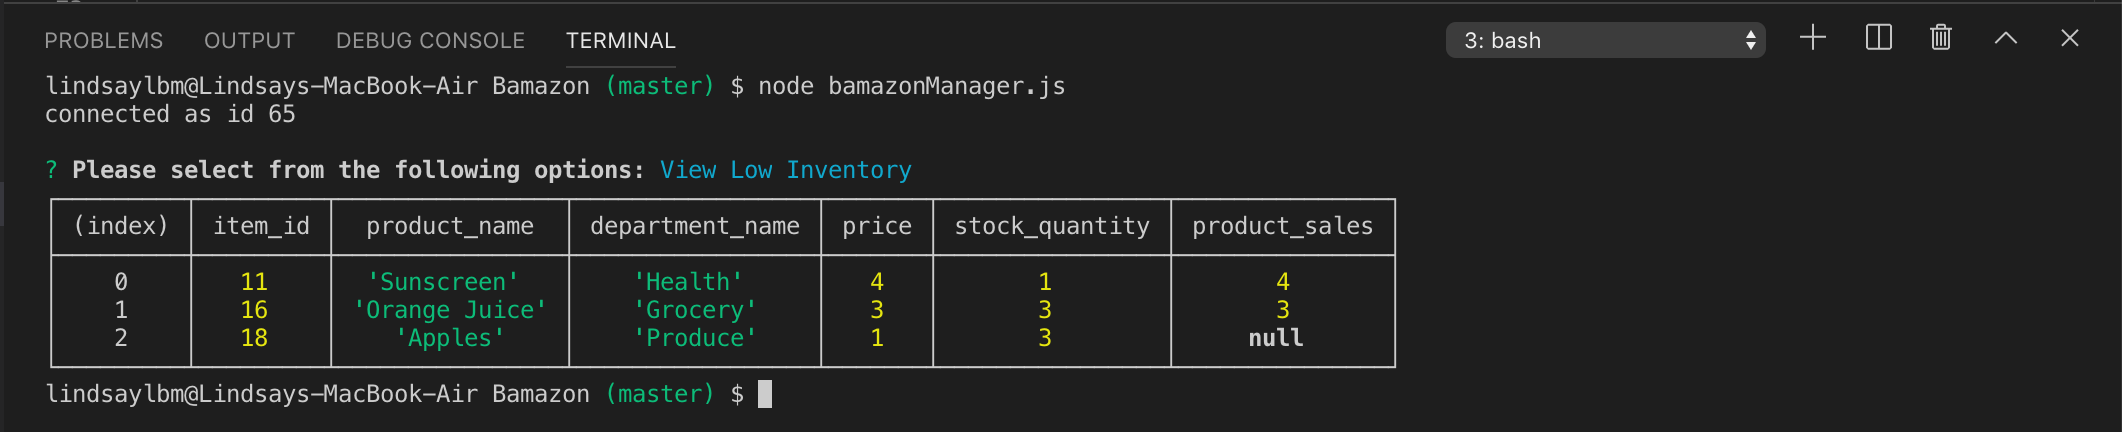 PROBLEMS OUTPUT DEBUG CONSOLE TERMINAL 3: bash
lindsaylbm@Lindsays-MacBook-Air Bamazon (master) $ node bamazonManager.js
connected as id 65
? Please select from the following options: View Low Inventory
(index) item_id product_name department_name price stock_quantity product_sales
0 11 'Sunscreen' 'Health' 4 1 4
1 16 'Orange Juice' 'Grocery' 3 3 3
2 18 'Apples' 'Produce' 1 3 null
lindsaylbm@Lindsays-MacBook-Air Bamazon (master) $